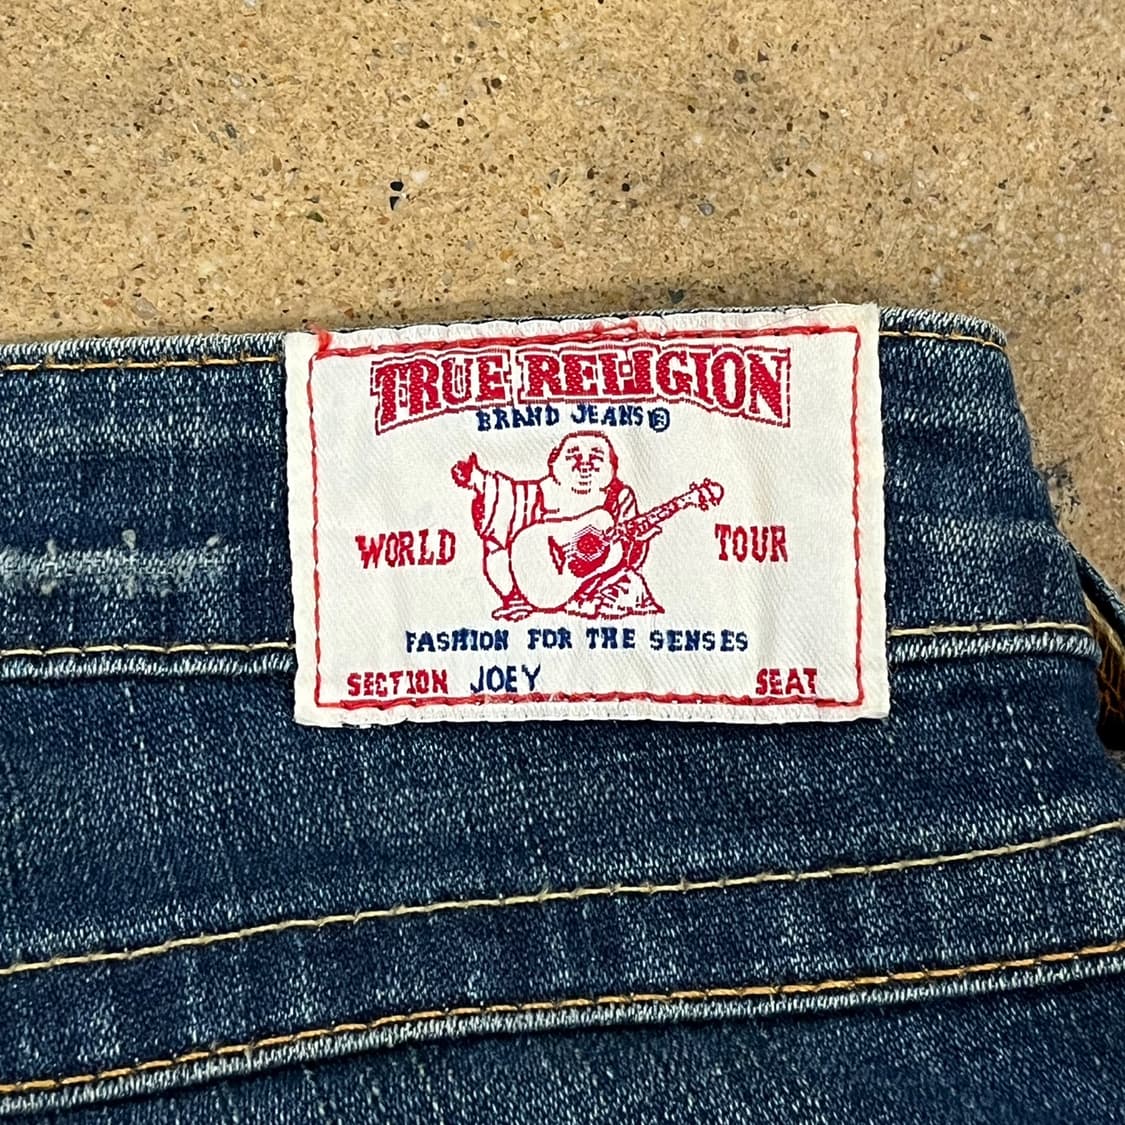 TRUE RELIGION
BRAND JEANS®
WORLD TOUR
FASHION FOR THE SENSES
SECTION JOEY SEAT